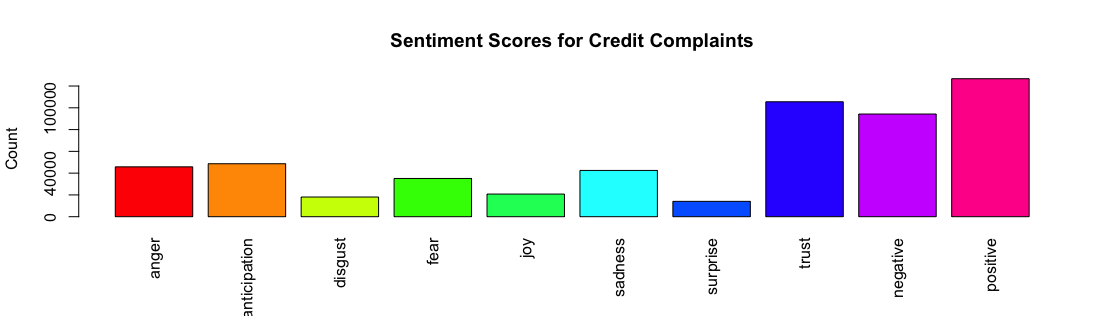 Sentiment Scores for Credit Complaints
Count
100000
40000
0
anger
anticipation
disgust
fear
joy
sadness
surprise
trust
negative
positive